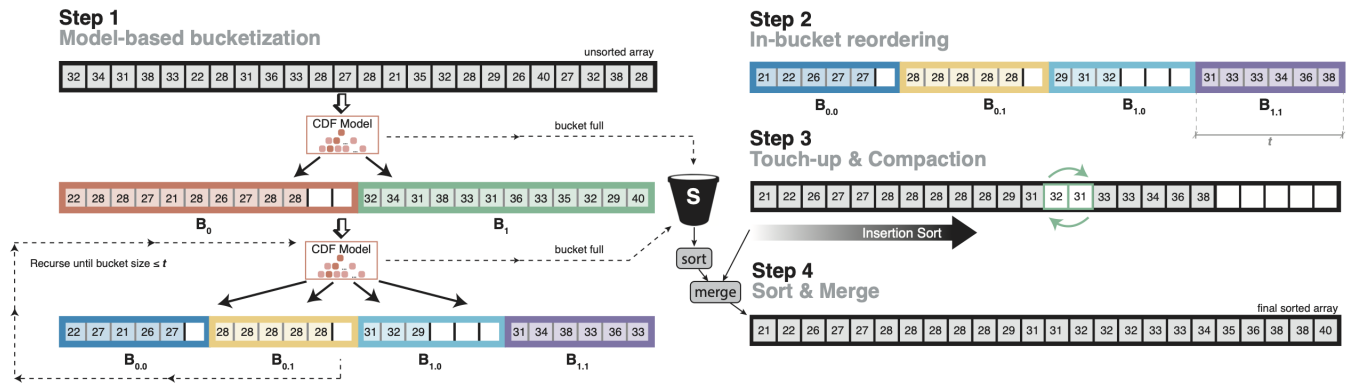 Step 1
Model-based bucketization
unsorted array
32 34 31 38 33 22 28 31 36 33 28 27 28 21 35 32 28 29 26 40 27 32 38 28
CDF Model
bucket full
22 28 28 27 21 28 26 27 28 28 32 34 31 38 33 31 36 33 35 32 29 40
B0
B1
CDF Model
bucket full
Recurse until bucket size ≤ t
22 27 21 26 27 28 28 28 28 28 31 32 29 31 34 38 33 36 33
B0.0
B0.1
B1.0
B1.1
S
sort
merge
Step 2
In-bucket reordering
21 22 26 27 27 28 28 28 28 28 29 31 32 31 33 33 34 36 38
B0.0
B0.1
B1.0
B1.1
t
Step 3
Touch-up & Compaction
21 22 26 27 27 28 28 28 28 28 29 31 32 31 33 33 34 36 38
Insertion Sort
Step 4
Sort & Merge
final sorted array
21 22 26 27 27 28 28 28 28 28 29 31 31 32 32 32 33 33 34 35 36 38 38 40